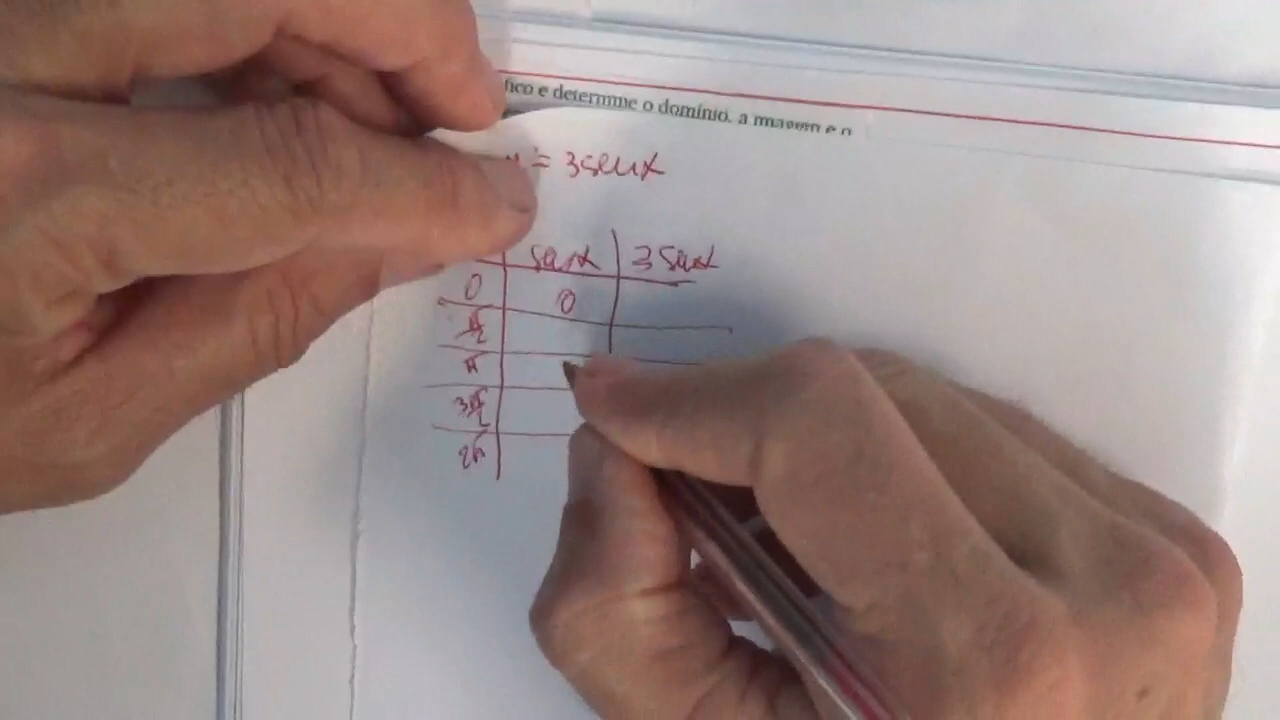 fico e determine o domínio, a imagem e o
y = 3senx
senx 3senx
0 0
π/2
π
3π/2
2π